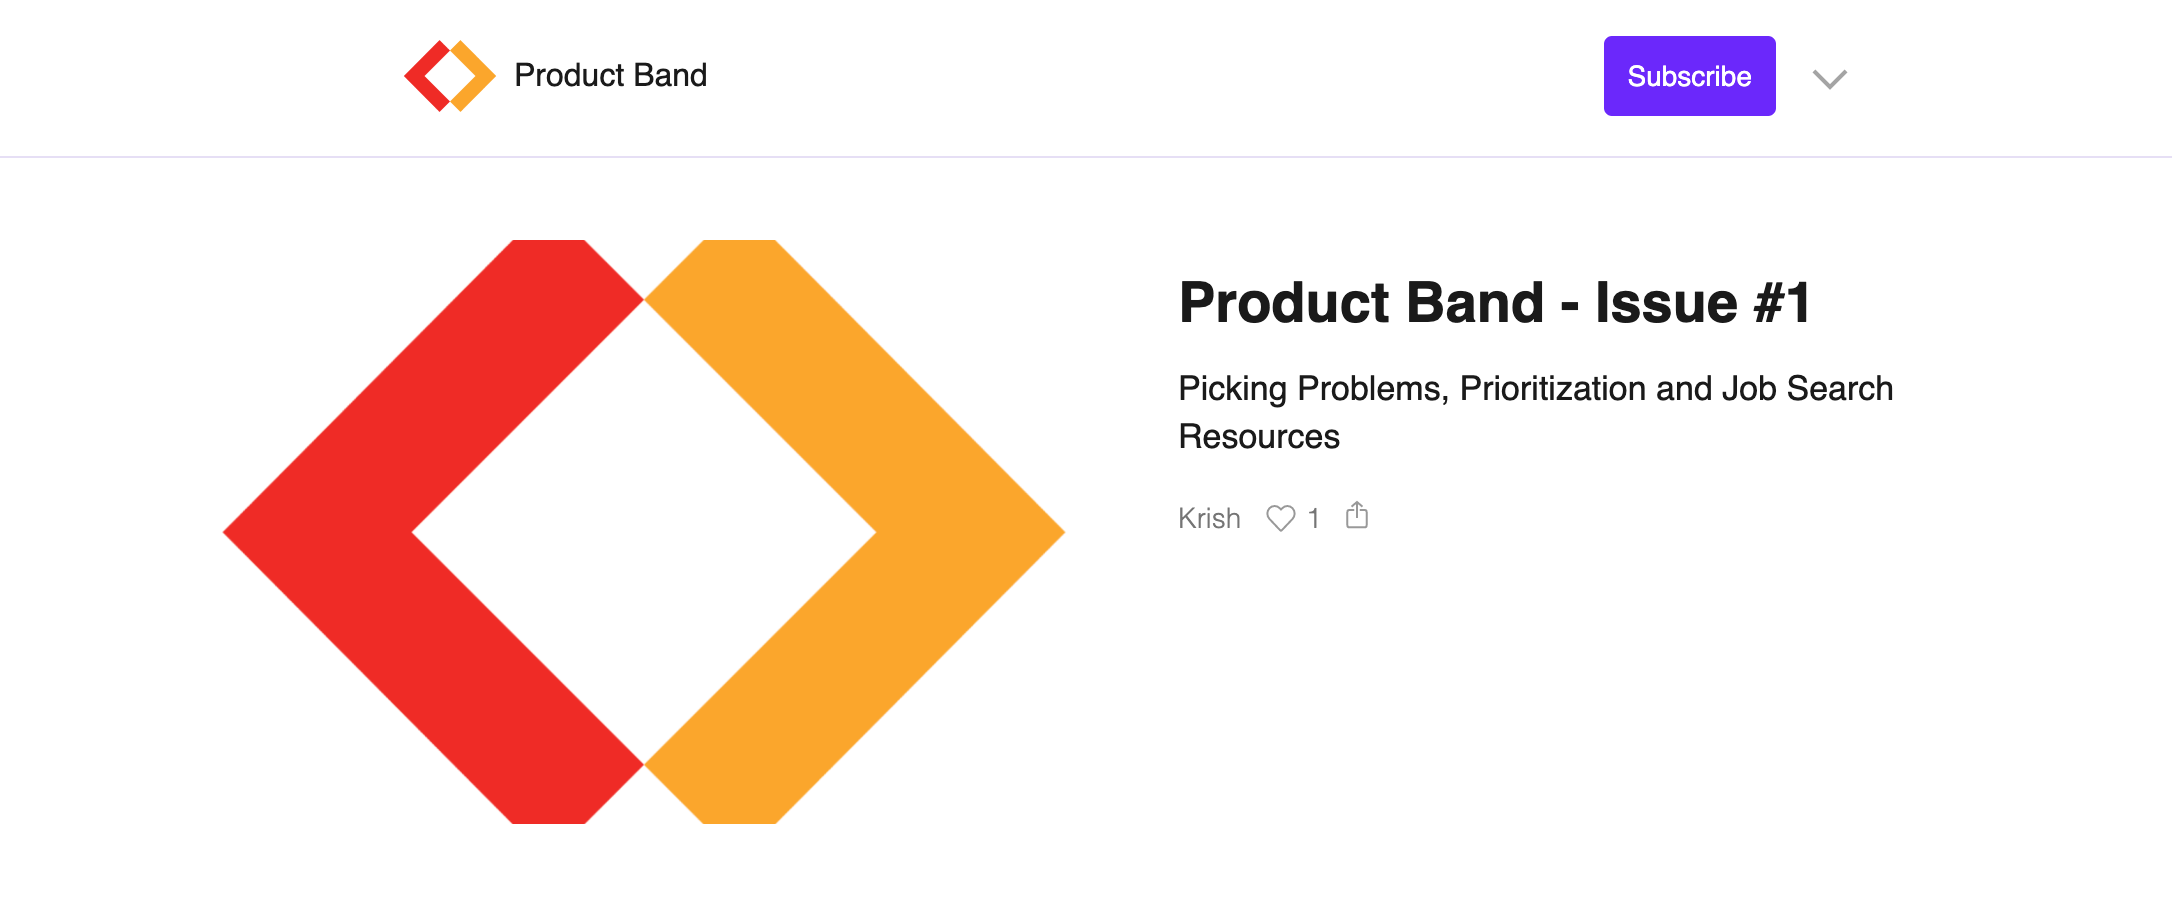 Product Band
Subscribe
Product Band - Issue #1
Picking Problems, Prioritization and Job Search
Resources
Krish 1